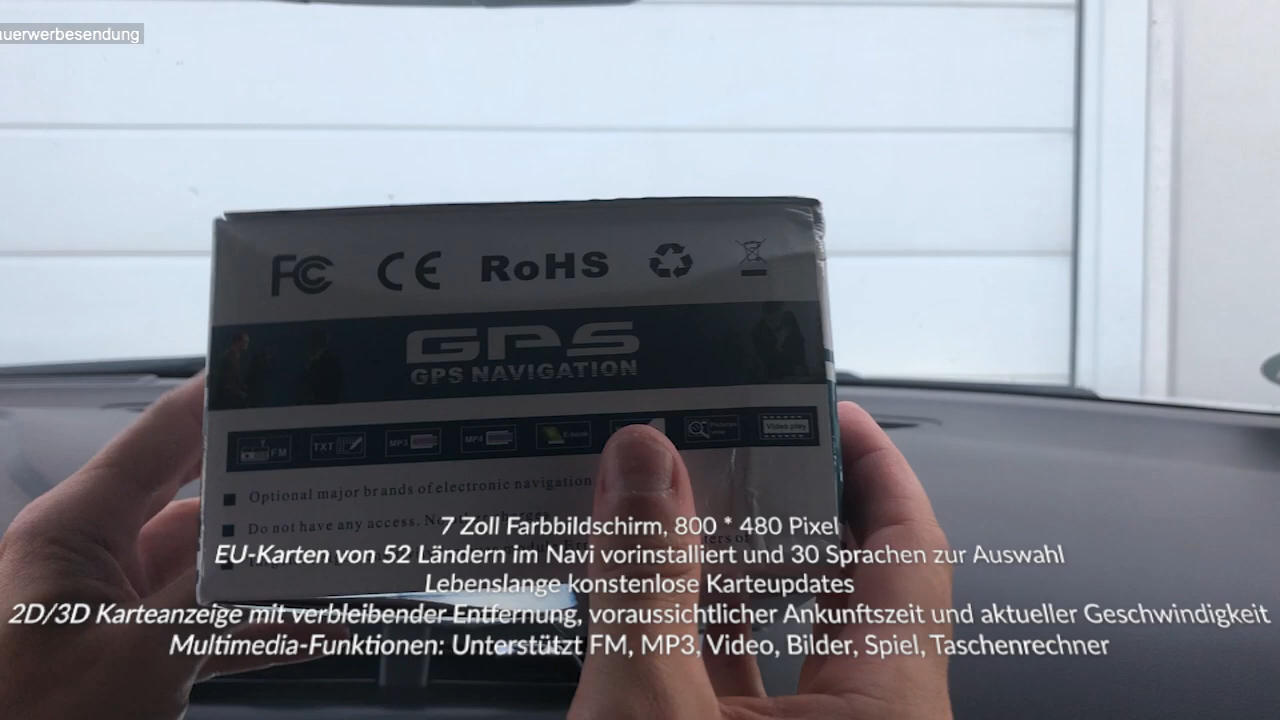 auerwerbesendung
FC CE RoHS
GPS
GPS NAVIGATION
FM TXT MP3 MP4 E-book Video play
Optional major brands of electronic navigation
Do not have any access. No
7 Zoll Farbbildschirm, 800 * 480 Pixel
EU-Karten von 52 Ländern im Navi vorinstalliert und 30 Sprachen zur Auswahl
Lebenslange konstenlose Karteupdates
2D/3D Karteanzeige mit verbleibender Entfernung, voraussichtlicher Ankunftszeit und aktueller Geschwindigkeit
Multimedia-Funktionen: Unterstützt FM, MP3, Video, Bilder, Spiel, Taschenrechner